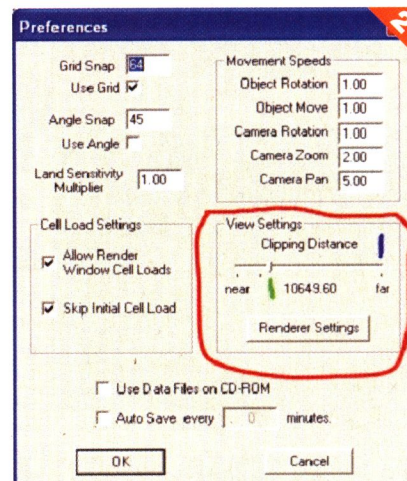 Preferences
2
Grid Snap 64
Use Grid
Angle Snap 45
Use Angle
Land Sensitivity
Multiplier 1.00
Movement Speeds
Object Rotation 1.00
Object Move 1.00
Camera Rotation 1.00
Camera Zoom 2.00
Camera Pan 5.00
Cell Load Settings
Allow Render
Window Cell Loads
Skip Initial Cell Load
View Settings
Clipping Distance
near 10649.60 far
Renderer Settings
Use Data Files on CD-ROM
Auto Save every 0 minutes.
OK Cancel